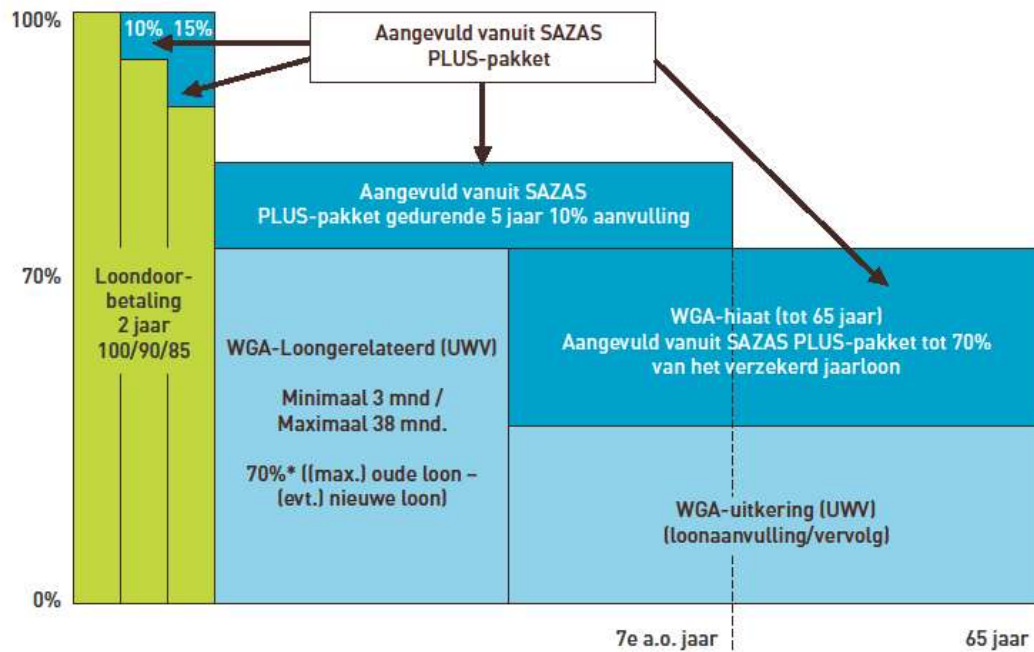 100%
10% 15%
Aangevuld vanuit SAZAS
PLUS-pakket
Aangevuld vanuit SAZAS
PLUS-pakket gedurende 5 jaar 10% aanvulling
70%
Loondoor-
betaling
2 jaar
100/90/85
WGA-Loongerelateerd (UWV)
Minimaal 3 mnd /
Maximaal 38 mnd.
70%* ((max.) oude loon –
(evt.) nieuwe loon)
WGA-hiaat (tot 65 jaar)
Aangevuld vanuit SAZAS PLUS-pakket tot 70%
van het verzekerd jaarloon
WGA-uitkering (UWV)
(loonaanvulling/vervolg)
0%
7e a.o. jaar
65 jaar